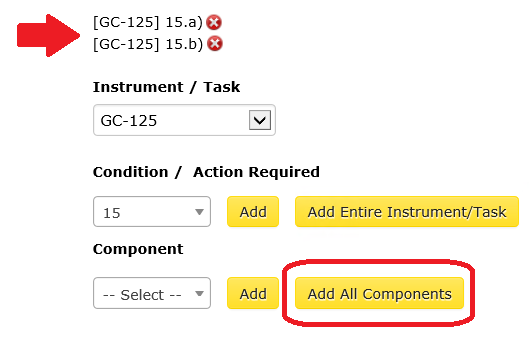 [GC-125] 15.a)
[GC-125] 15.b)
Instrument / Task
GC-125
Condition / Action Required
15 Add Add Entire Instrument/Task
Component
-- Select -- Add Add All Components